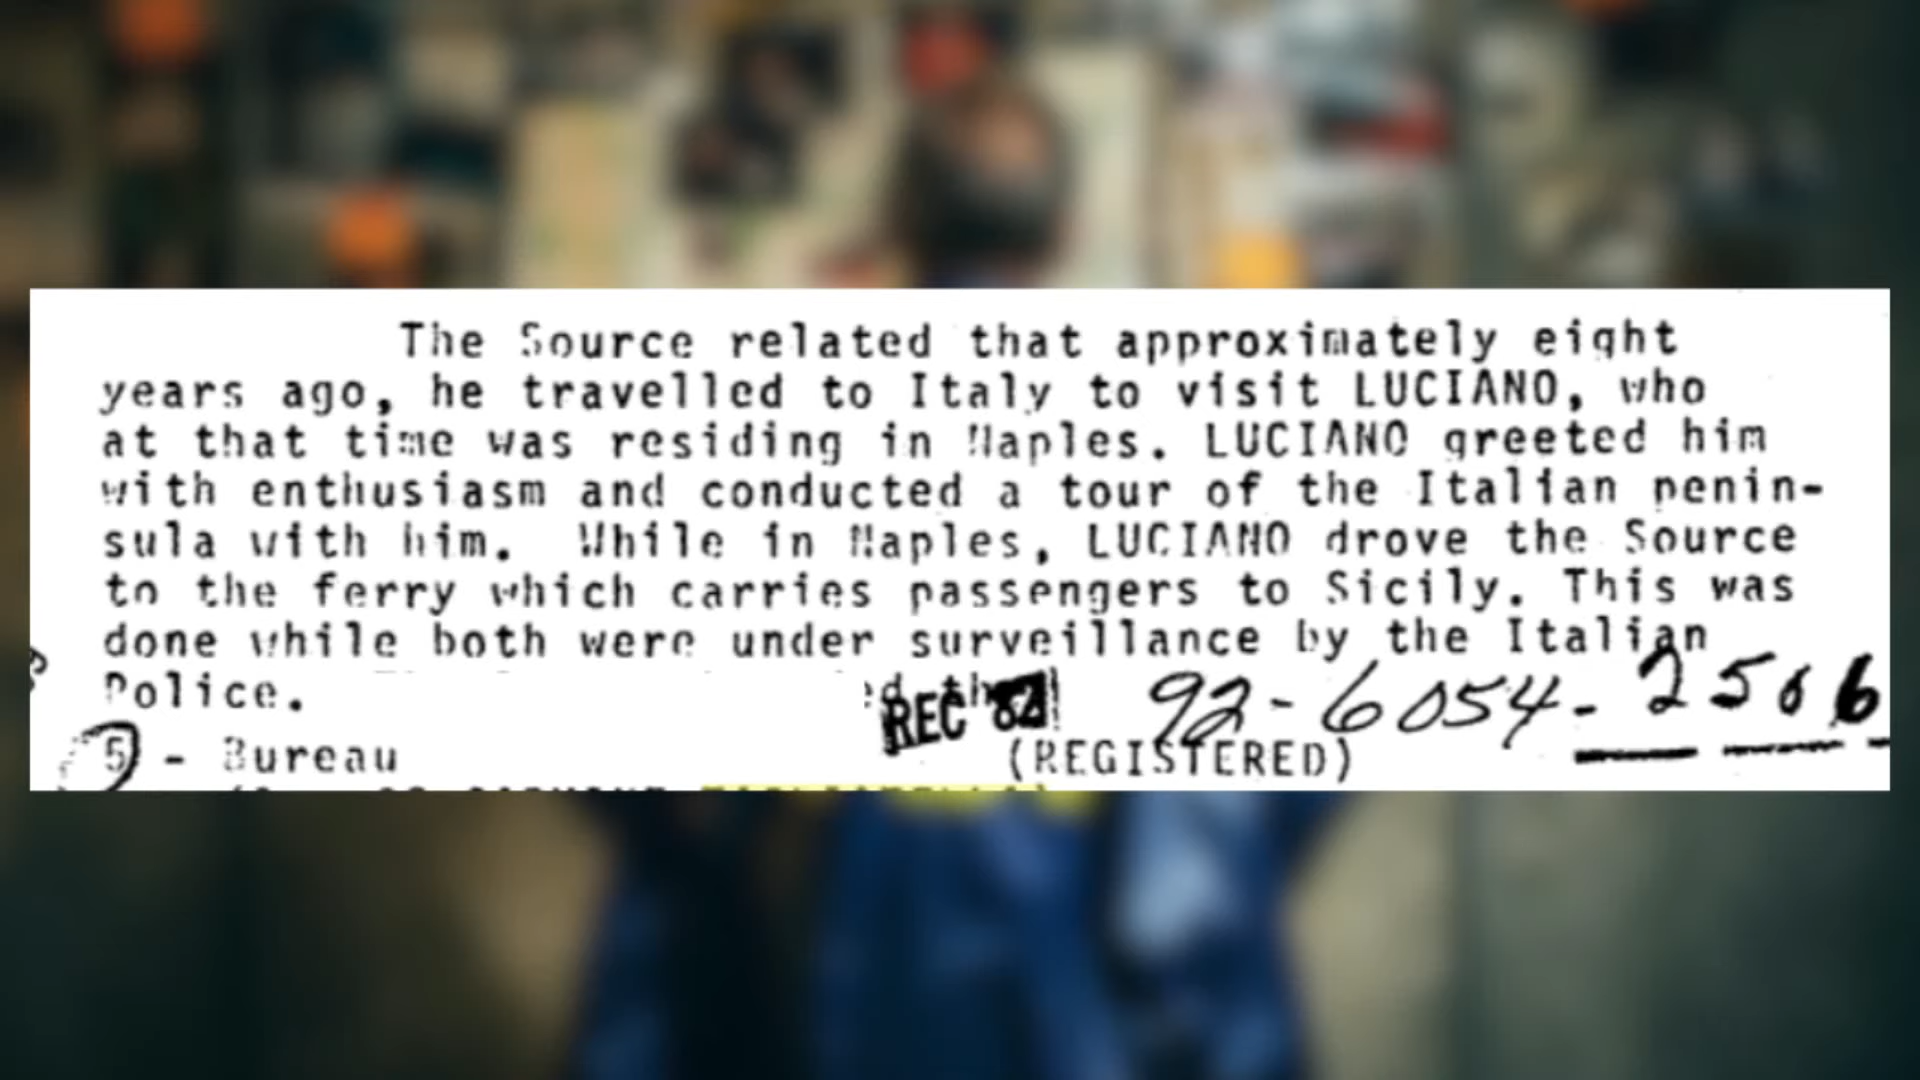 The Source related that approximately eight
years ago, he travelled to Italy to visit LUCIANO, who
at that time was residing in Naples. LUCIANO greeted him
with enthusiasm and conducted a tour of the Italian penin-
sula with him. While in Naples, LUCIANO drove the Source
to the ferry which carries passengers to Sicily. This was
done while both were under surveillance by the Italian
Police.
REC 82 92-6054-2506
5 - Bureau (REGISTERED)